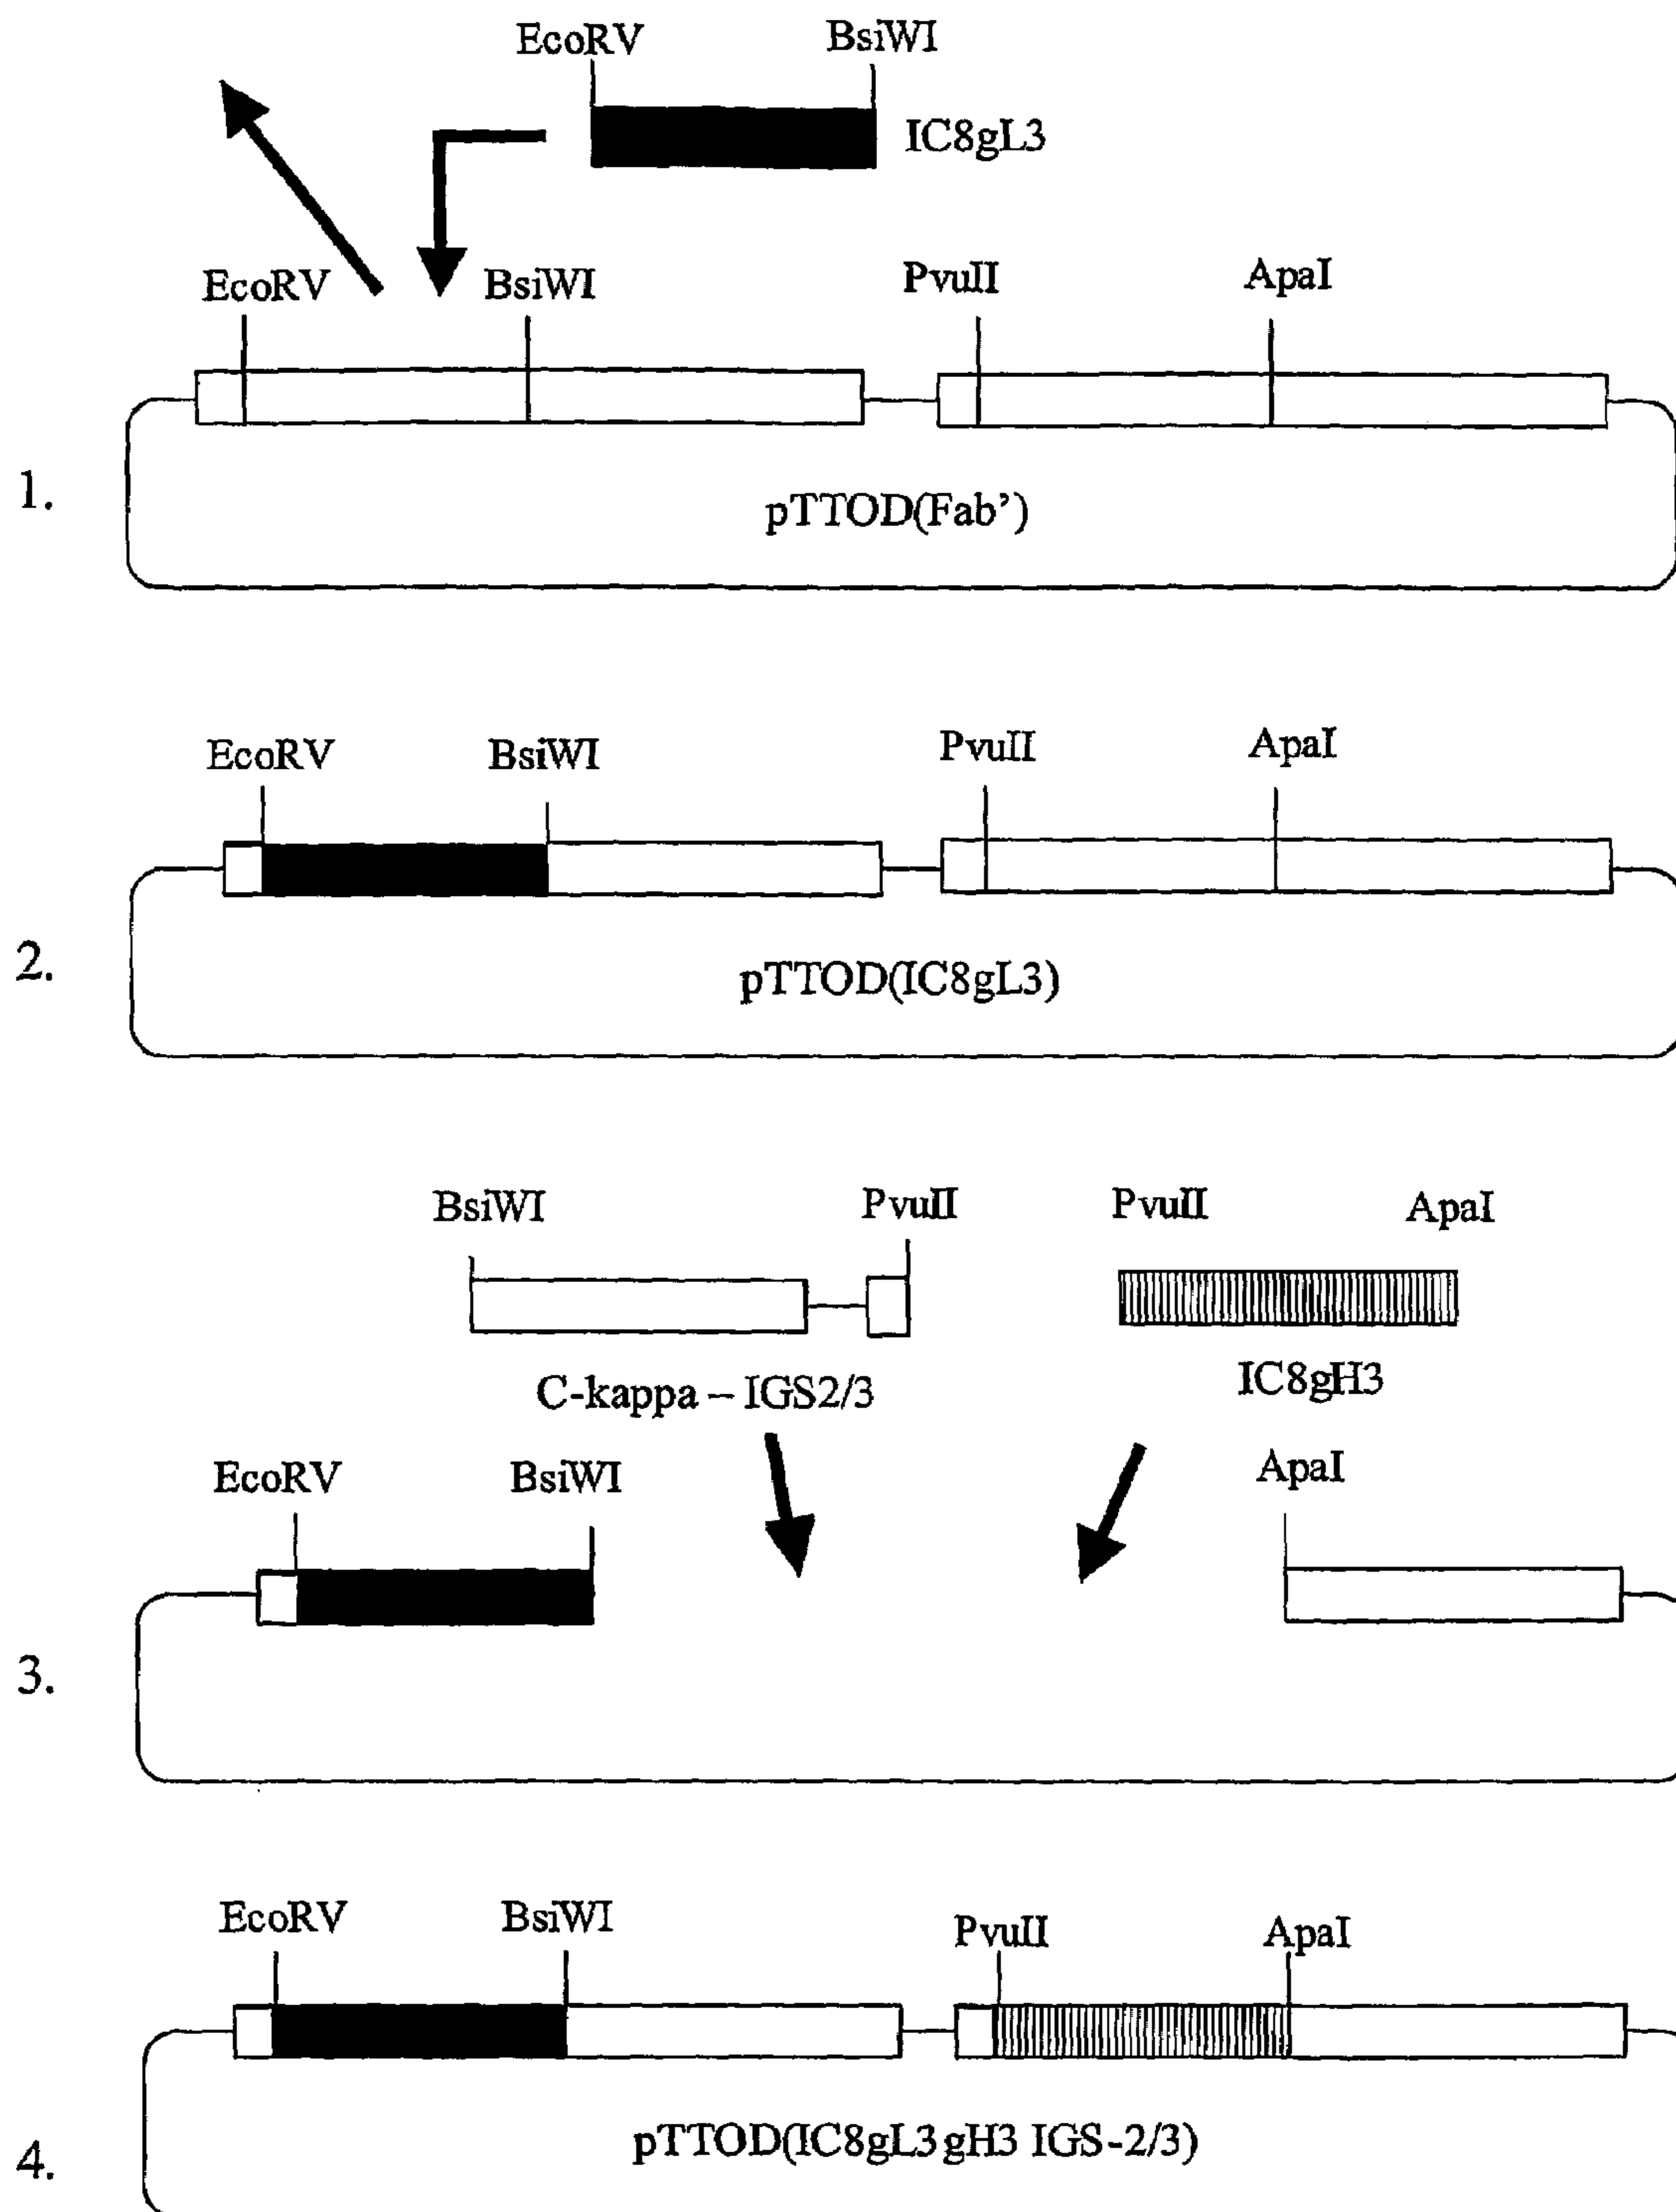 EcoRV BsiWI
IC8gL3
EcoRV BsiWI PvuII ApaI
1.
pTTOD(Fab’)
EcoRV BsiWI PvuII ApaI
2.
pTTOD(IC8gL3)
BsiWI PvuII PvuII ApaI
C-kappa – IGS2/3 IC8gH3
EcoRV BsiWI ApaI
3.
EcoRV BsiWI PvuII ApaI
pTTOD(IC8gL3gH3 IGS-2/3)
4.